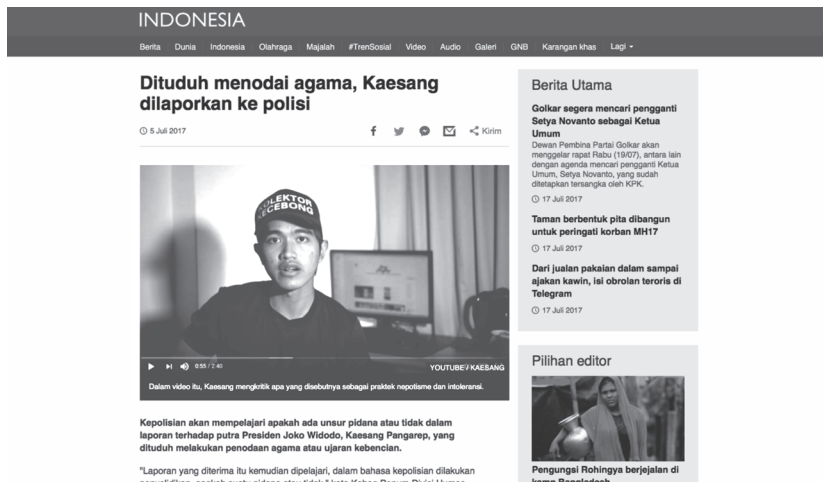 INDONESIA
Berita Dunia Indonesia Olahraga Majalah #TrenSosial Video Audio Galeri GNB Karangan khas Lagi
Dituduh menodai agama, Kaesang
dilaporkan ke polisi
5 Juli 2017
Kirim
KOLEKTOR
KECEBONG
0:55 / 2:40
YOUTUBE/ KAESANG
Dalam video itu, Kaesang mengkritik apa yang disebutnya sebagai praktek nepotisme dan intoleransi.
Kepolisian akan mempelajari apakah ada unsur pidana atau tidak dalam
laporan terhadap putra Presiden Joko Widodo, Kaesang Pangarep, yang
dituduh melakukan penodaan agama atau ujaran kebencian.
"Laporan yang diterima itu kemudian dipelajari, dalam bahasa kepolisian dilakukan
Berita Utama
Golkar segera mencari pengganti
Setya Novanto sebagai Ketua
Umum
Dewan Pembina Partai Golkar akan
menggelar rapat Rabu (19/07), antara lain
dengan agenda mencari pengganti Ketua
Umum, Setya Novanto, yang sudah
ditetapkan tersangka oleh KPK.
17 Juli 2017
Taman berbentuk pita dibangun
untuk peringati korban MH17
17 Juli 2017
Dari jualan pakaian dalam sampai
ajakan kawin, isi obrolan teroris di
Telegram
17 Juli 2017
Pilihan editor
Pengungsi Rohingya berjejalan di